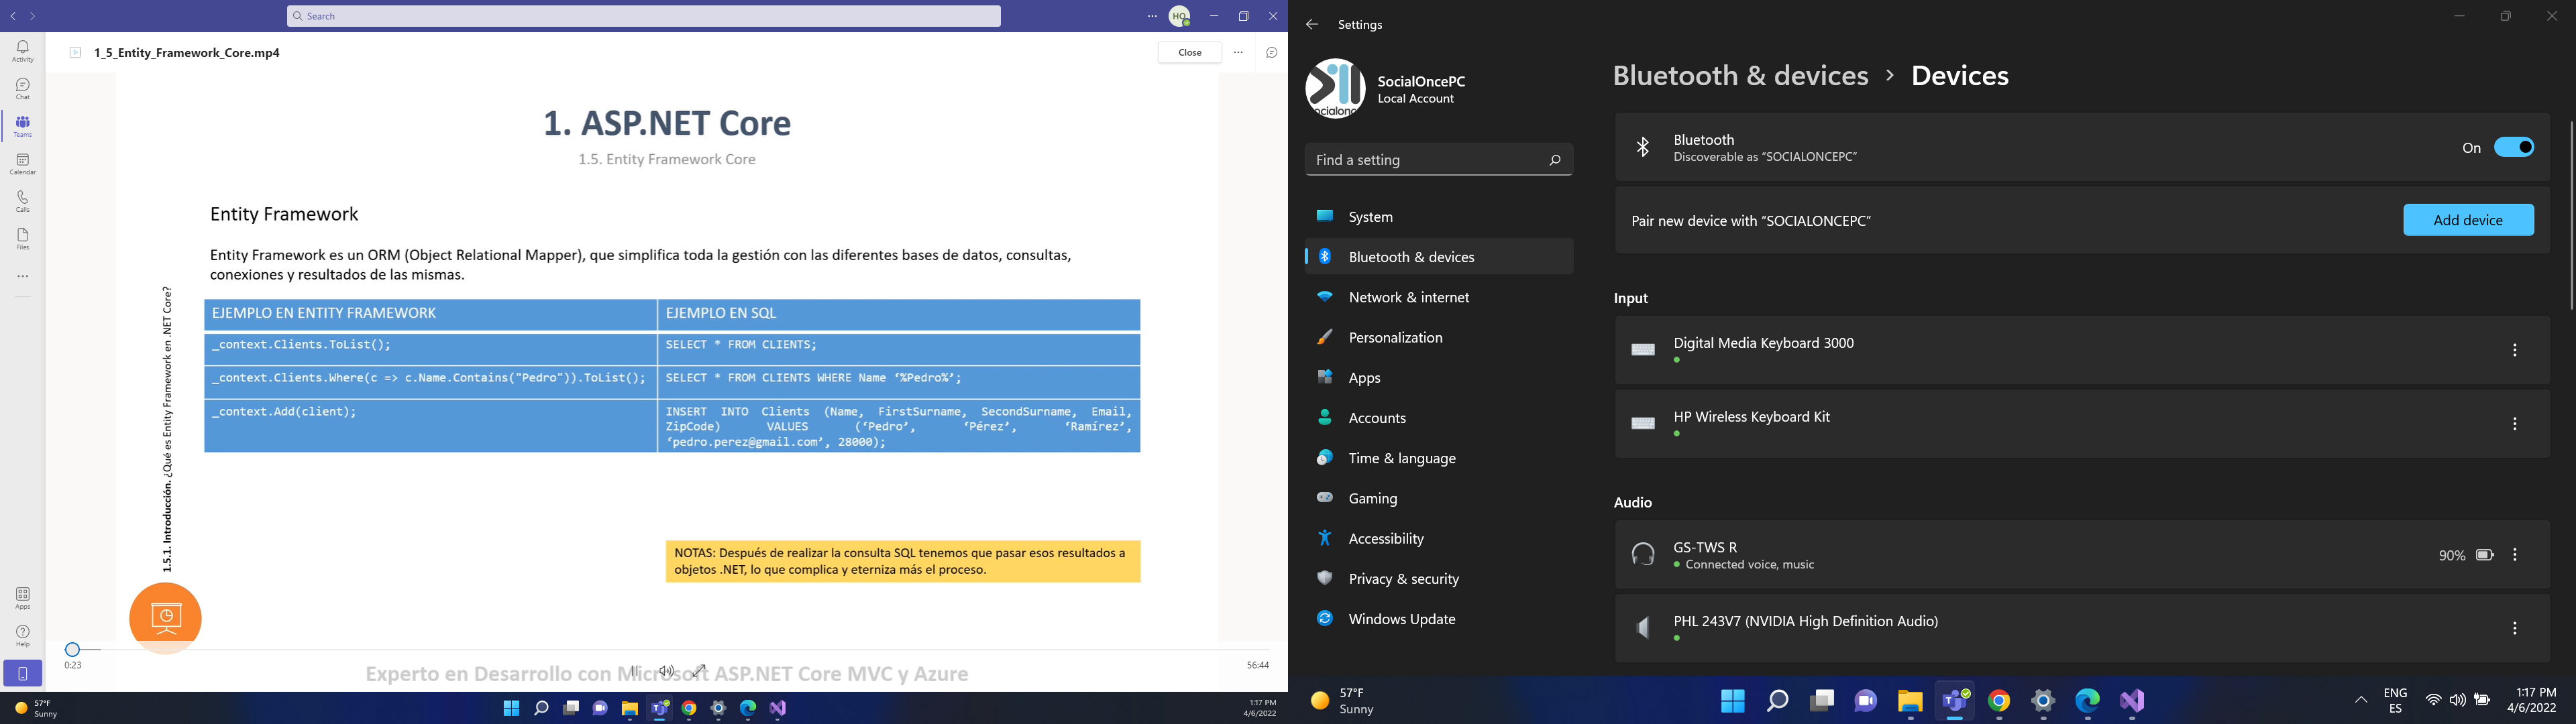 Search
HO
1_5_Entity_Framework_Core.mp4
Close
Activity
Chat
Teams
Calendar
Calls
Files
Apps
Help
1. ASP.NET Core
1.5. Entity Framework Core
Entity Framework
Entity Framework es un ORM (Object Relational Mapper), que simplifica toda la gestión con las diferentes bases de datos, consultas,
conexiones y resultados de las mismas.
1.5.1. Introducción. ¿Qué es Entity Framework en .NET Core?
EJEMPLO EN ENTITY FRAMEWORK
EJEMPLO EN SQL
_context.Clients.ToList();
SELECT * FROM CLIENTS;
_context.Clients.Where(c => c.Name.Contains("Pedro")).ToList();
SELECT * FROM CLIENTS WHERE Name ‘%Pedro%’;
_context.Add(client);
INSERT INTO Clients (Name, FirstSurname, SecondSurname, Email,
ZipCode) VALUES (‘Pedro’, ‘Pérez’, ‘Ramírez’,
‘pedro.perez@gmail.com’, 28000);
NOTAS: Después de realizar la consulta SQL tenemos que pasar esos resultados a
objetos .NET, lo que complica y eterniza más el proceso.
0:23
56:44
Experto en Desarrollo con Microsoft ASP.NET Core MVC y Azure
57°F
Sunny
1:17 PM
4/6/2022
Settings
SocialOncePC
Local Account
ocialonc
Find a setting
System
Bluetooth & devices
Network & internet
Personalization
Apps
Accounts
Time & language
Gaming
Accessibility
Privacy & security
Windows Update
Bluetooth & devices > Devices
Bluetooth
Discoverable as “SOCIALONCEPC”
On
Pair new device with “SOCIALONCEPC”
Add device
Input
Digital Media Keyboard 3000
HP Wireless Keyboard Kit
Audio
GS-TWS R
Connected voice, music
90%
PHL 243V7 (NVIDIA High Definition Audio)
57°F
Sunny
ENG
ES
1:17 PM
4/6/2022